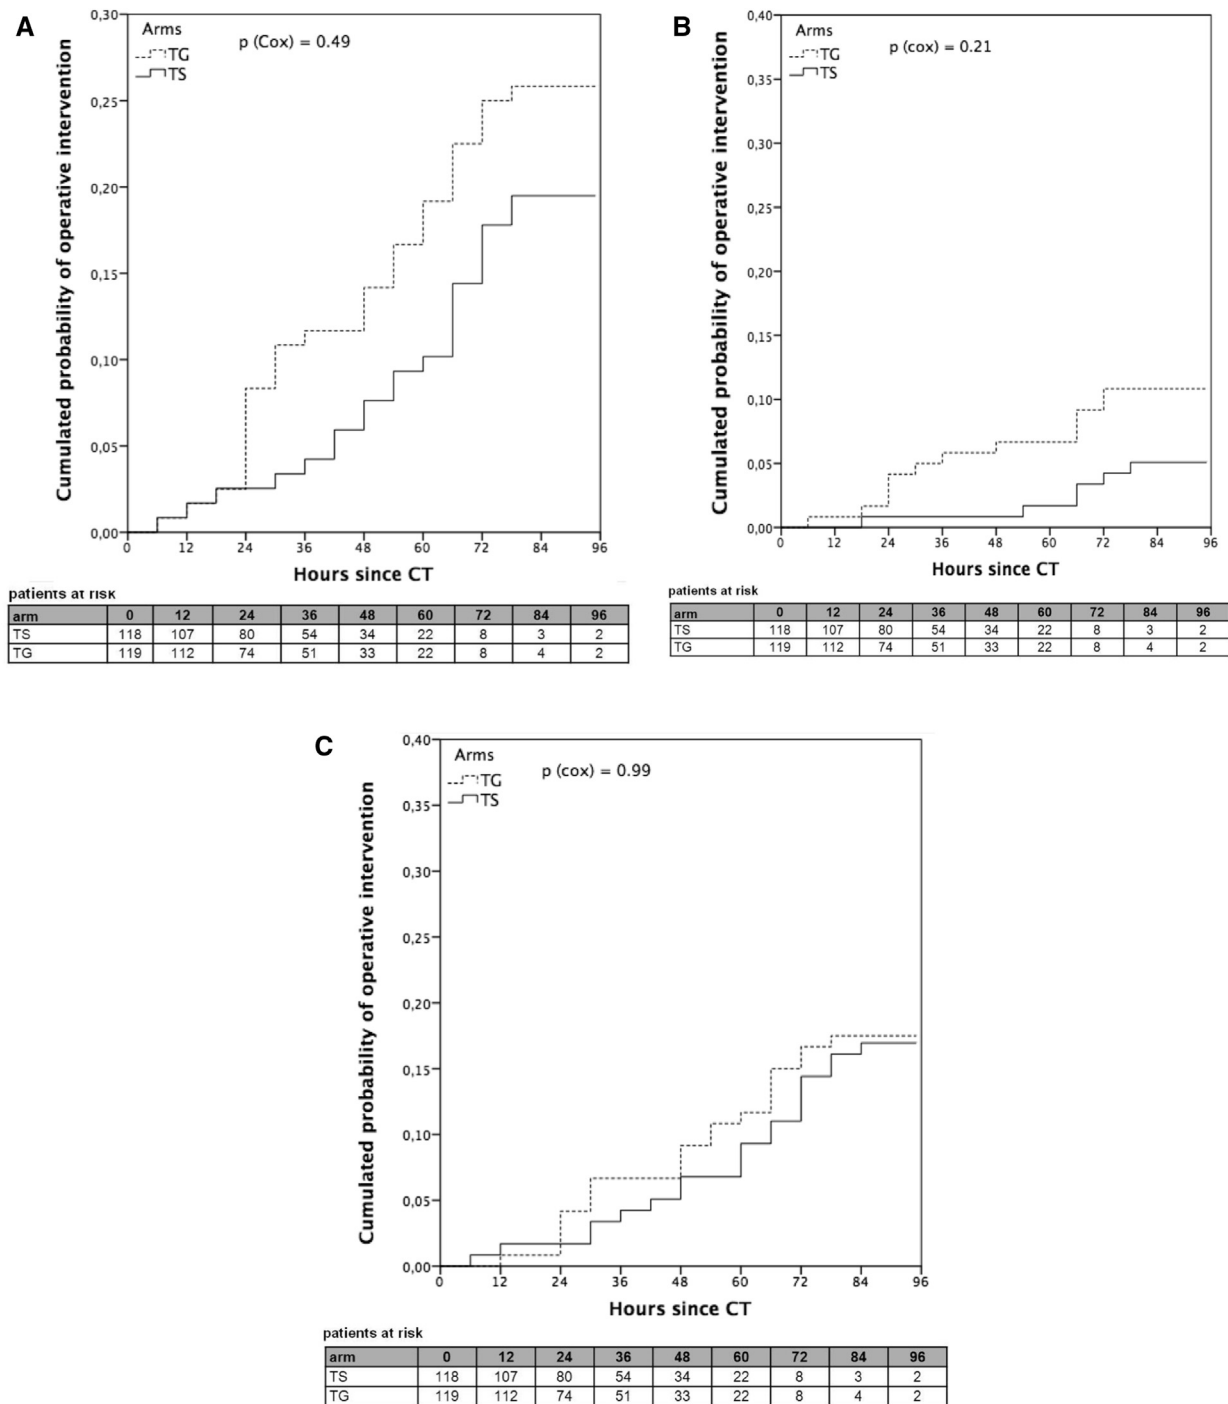 A
Arms
TG
TS
p (Cox) = 0.49
Cumulated probability of operative intervention
0,30
0,25
0,20
0,15
0,10
0,05
0,00
0 12 24 36 48 60 72 84 96
Hours since CT
patients at risk
arm 0 12 24 36 48 60 72 84 96
TS 118 107 80 54 34 22 8 3 2
TG 119 112 74 51 33 22 8 4 2
B
Arms
TG
TS
p (cox) = 0.21
Cumulated probability of operative intervention
0,40
0,35
0,30
0,25
0,20
0,15
0,10
0,05
0,00
0 12 24 36 48 60 72 84 96
Hours since CT
patients at risk
arm 0 12 24 36 48 60 72 84 96
TS 118 107 80 54 34 22 8 3 2
TG 119 112 74 51 33 22 8 4 2
C
Arms
TG
TS
p (cox) = 0.99
Cumulated probability of operative intervention
0,40
0,35
0,30
0,25
0,20
0,15
0,10
0,05
0,00
0 12 24 36 48 60 72 84 96
Hours since CT
patients at risk
arm 0 12 24 36 48 60 72 84 96
TS 118 107 80 54 34 22 8 3 2
TG 119 112 74 51 33 22 8 4 2